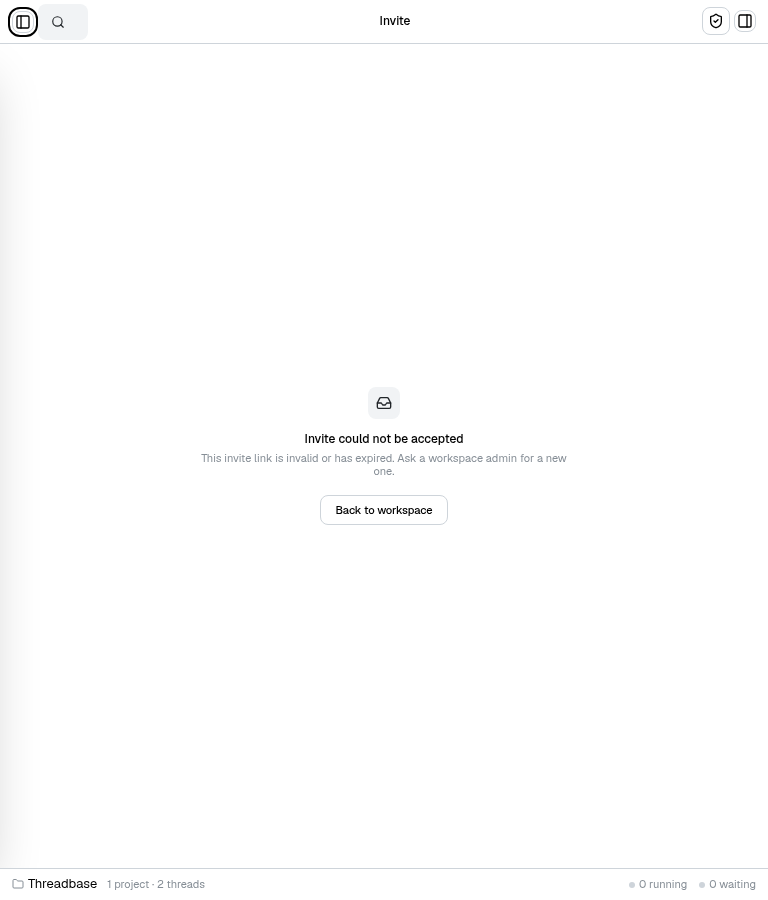 Invite
Invite could not be accepted
This invite link is invalid or has expired. Ask a workspace admin for a new
one.
Back to workspace
Threadbase 1 project · 2 threads 0 running 0 waiting